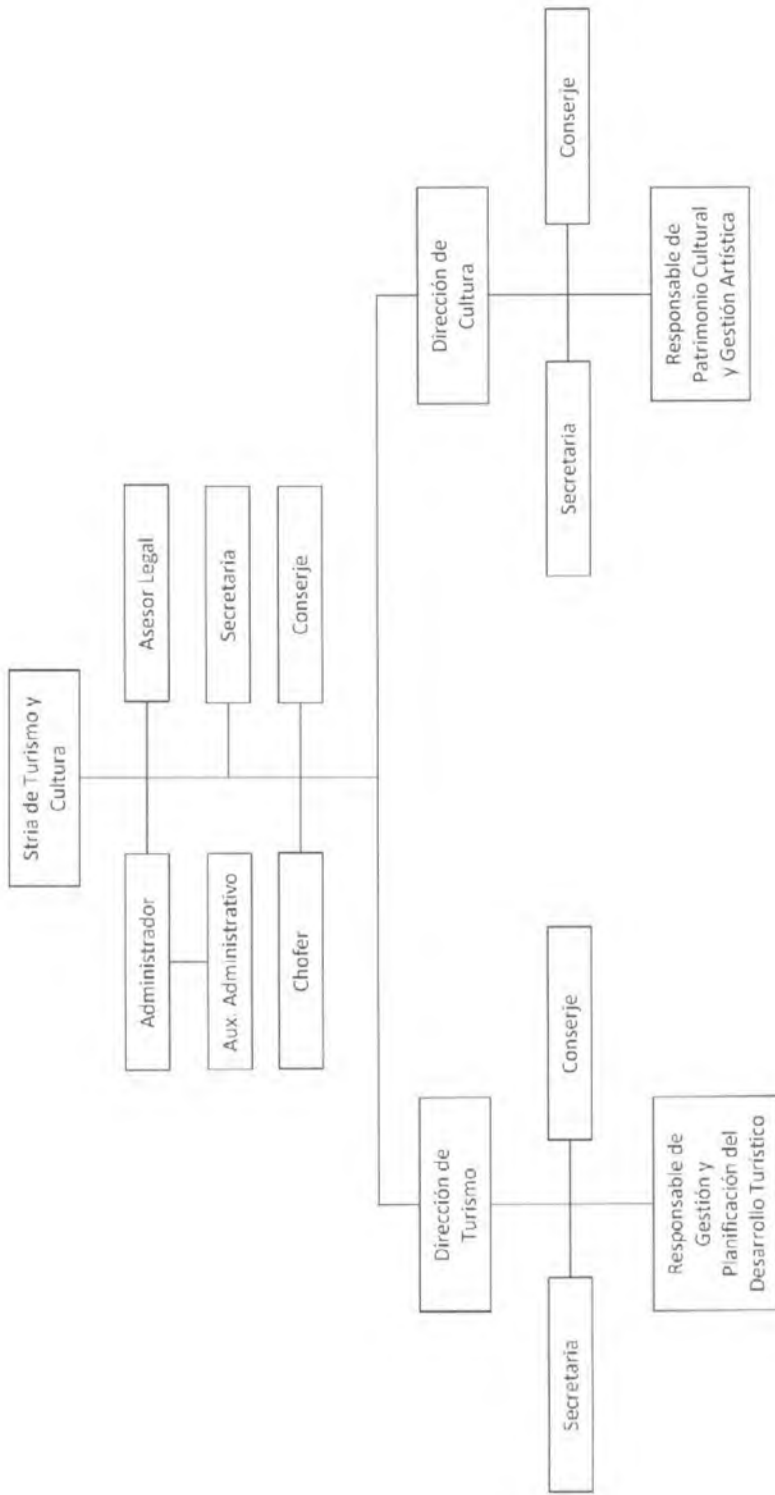 Stria de Turismo y
Cultura
Administrador
Asesor Legal
Aux. Administrativo
Secretaria
Chofer
Conserje
Dirección de
Turismo
Secretaria
Conserje
Responsable de
Gestión y
Planificación del
Desarrollo Turístico
Dirección de
Cultura
Secretaria
Conserje
Responsable de
Patrimonio Cultural
y Gestión Artística